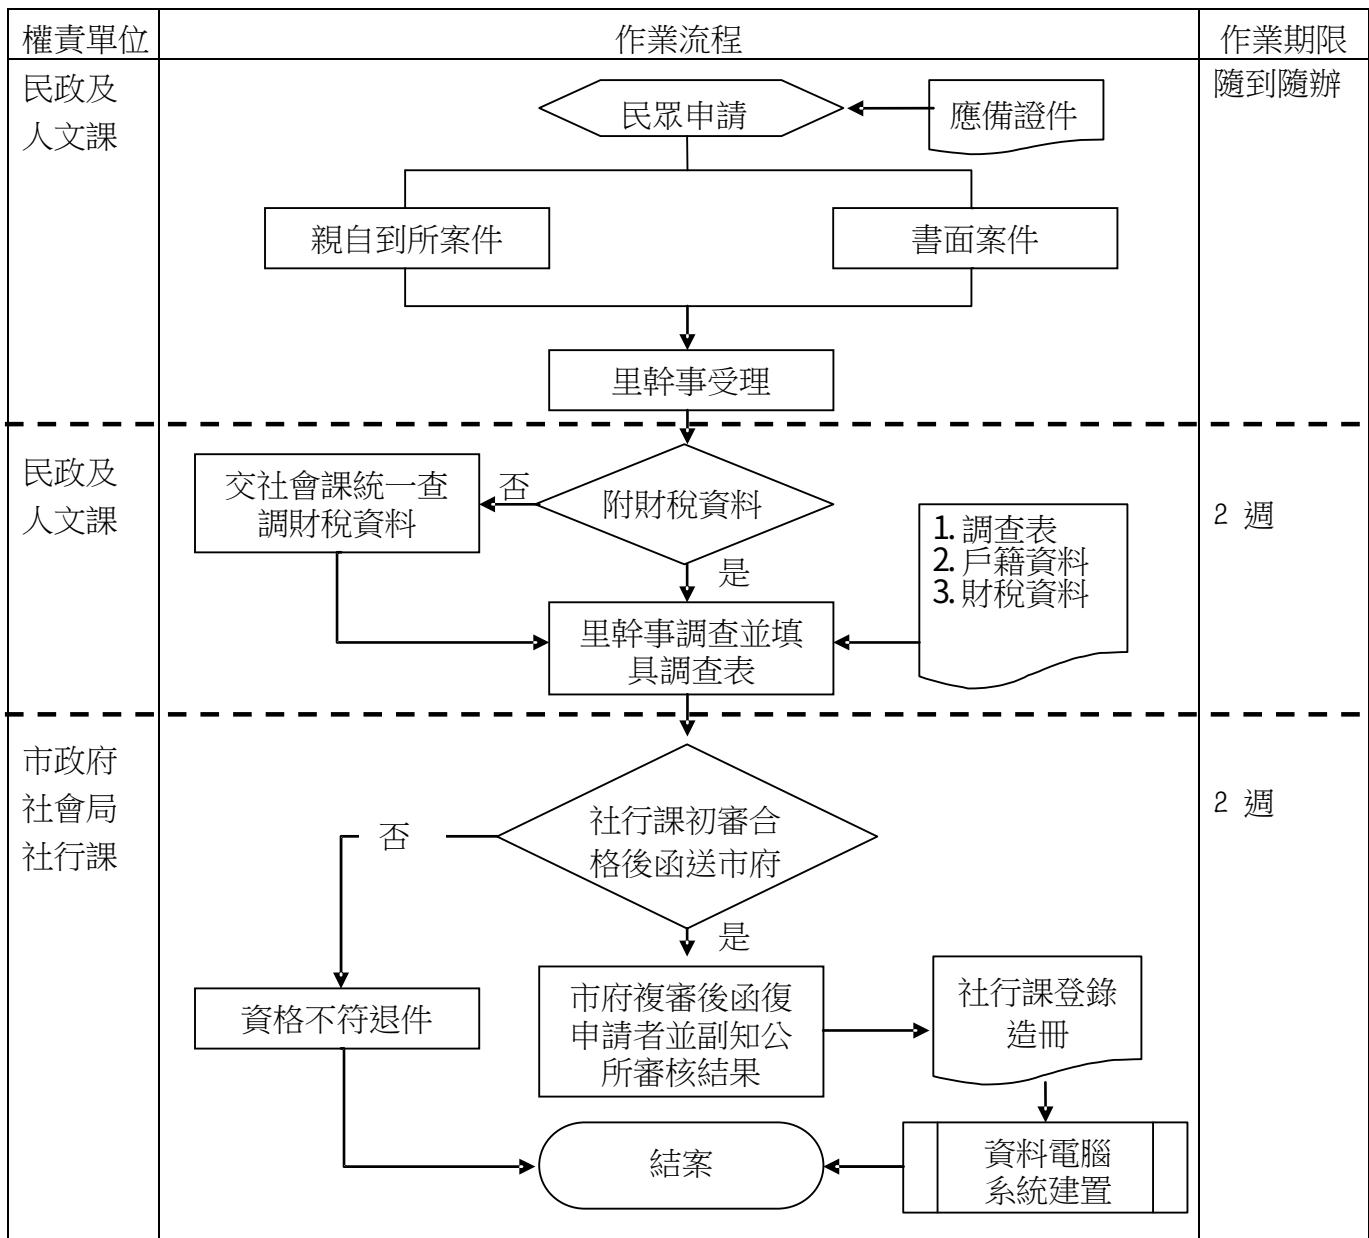 權責單位
作業流程
作業期限
民政及
人文課
隨到隨辦
民眾申請
應備證件
親自到所案件
書面案件
里幹事受理
民政及
人文課
交社會課統一查
調財稅資料
否
附財稅資料
是
1. 調查表
2. 戶籍資料
3. 財稅資料
2 週
里幹事調查並填
具調查表
市政府
社會局
社行課
2 週
社行課初審合
格後函送市府
否
是
資格不符退件
市府複審後函復
申請者並副知公
所審核結果
社行課登錄
造冊
結案
資料電腦
系統建置